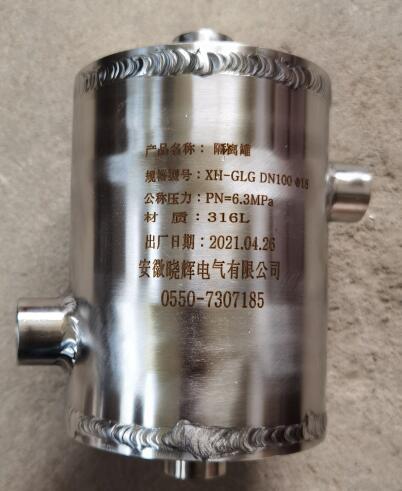 产品名称：隔离罐
规格型号：XH-GLG DN100 Φ18
公称压力：PN=6.3MPa
材 质：316L
出厂日期：2021.04.26
安徽晓辉电气有限公司
0550-7307185